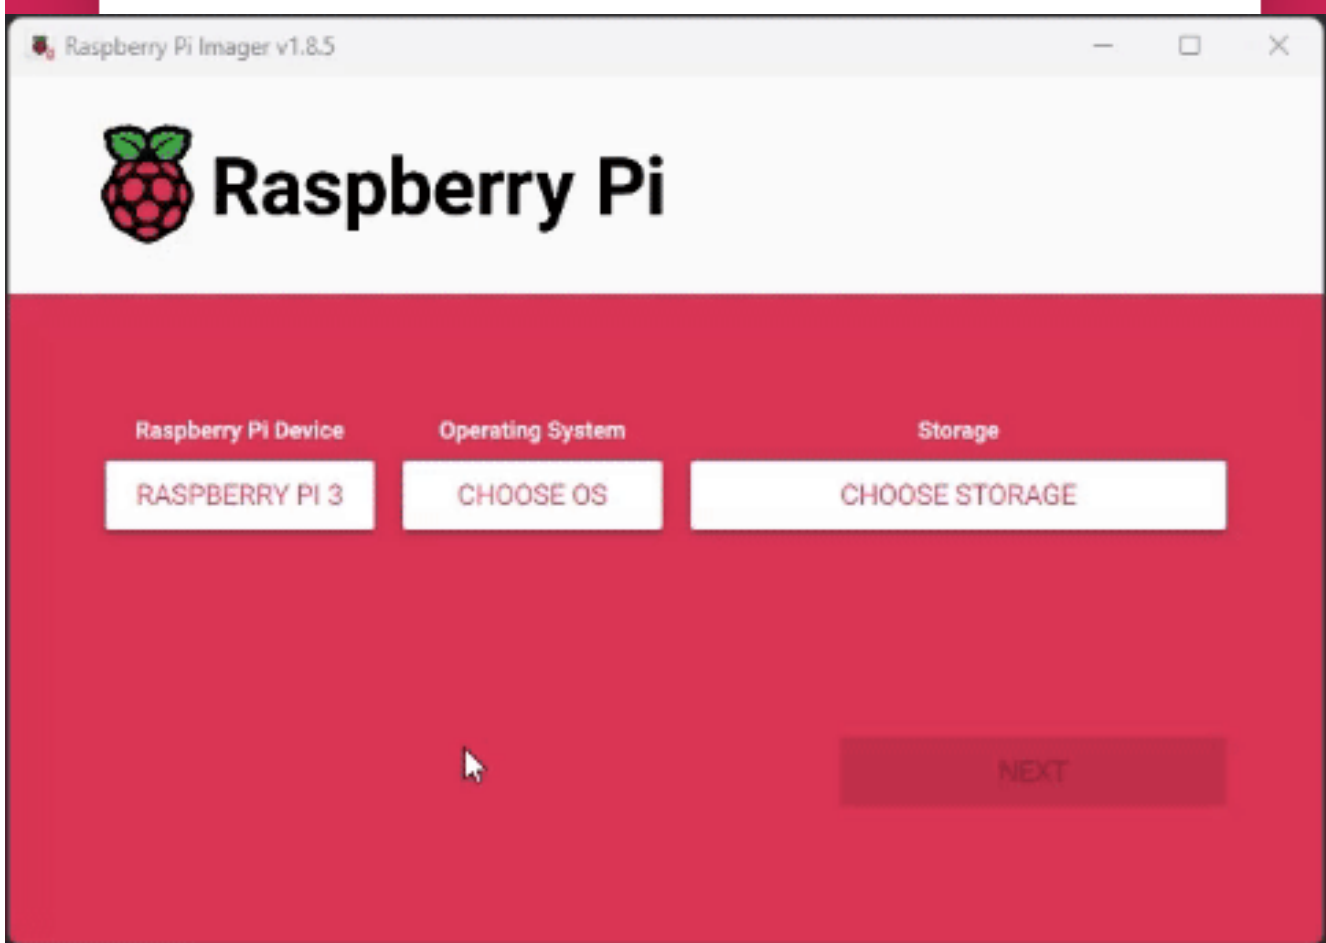 Raspberry Pi Imager v1.8.5
Raspberry Pi
Raspberry Pi Device Operating System Storage
RASPBERRY PI 3 CHOOSE OS CHOOSE STORAGE
NEXT